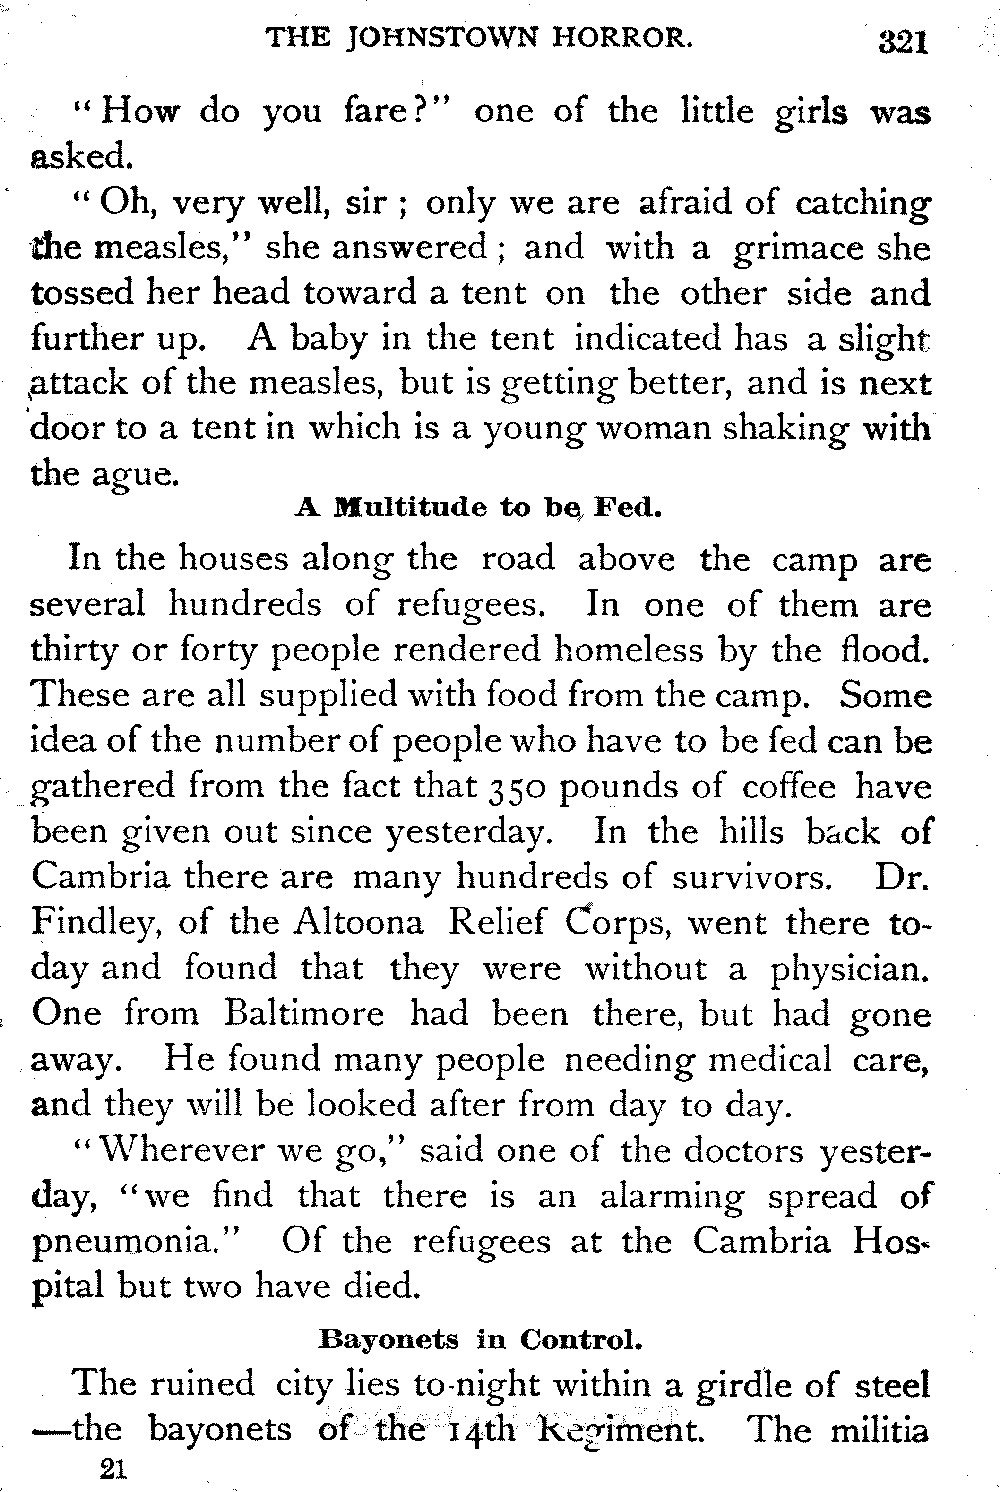 THE JOHNSTOWN HORROR. 321
" How do you fare?" one of the little girls was
asked.
" Oh, very well, sir ; only we are afraid of catching
the measles," she answered ; and with a grimace she
tossed her head toward a tent on the other side and
further up. A baby in the tent indicated has a slight
attack of the measles, but is getting better, and is next
door to a tent in which is a young woman shaking with
the ague.
A Multitude to be Fed.
In the houses along the road above the camp are
several hundreds of refugees. In one of them are
thirty or forty people rendered homeless by the flood.
These are all supplied with food from the camp. Some
idea of the number of people who have to be fed can be
gathered from the fact that 350 pounds of coffee have
been given out since yesterday. In the hills back of
Cambria there are many hundreds of survivors. Dr.
Findley, of the Altoona Relief Corps, went there to-
day and found that they were without a physician.
One from Baltimore had been there, but had gone
away. He found many people needing medical care,
and they will be looked after from day to day.
" Wherever we go," said one of the doctors yester-
day, "we find that there is an alarming spread of
pneumonia." Of the refugees at the Cambria Hos-
pital but two have died.
Bayonets in Control.
The ruined city lies to-night within a girdle of steel
—the bayonets of the 14th Regiment. The militia
21